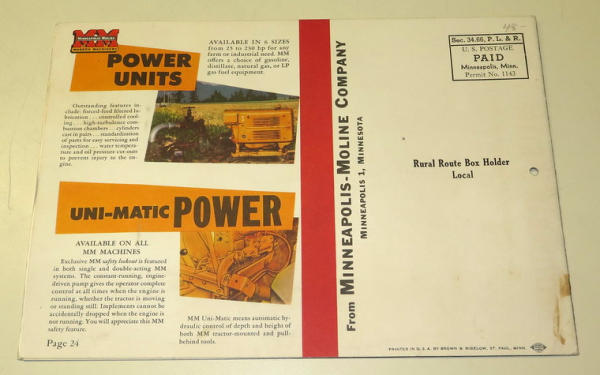 48-
MINNEAPOLIS-MOLINE
MM
MODERN MACHINERY
POWER
UNITS
AVAILABLE IN 6 SIZES
from 25 to 230 hp for any
farm or industrial need. MM
offers a choice of gasoline,
distillate, natural gas, or LP
gas fuel equipment.
Outstanding features in-
clude: forced-feed filtered lu-
brication . . . controlled cool-
ing . . . high-turbulence com-
bustion chambers . . . cylinders
cast in pairs . . . standardization
of parts for easy servicing and
inspection . . . water tempera-
ture and oil pressure cut-outs
to prevent injury to the en-
gine.
UNI-MATIC POWER
AVAILABLE ON ALL
MM MACHINES
Exclusive MM safety lockout is featured
in both single and double-acting MM
systems. The constant-running, engine-
driven pump gives the operator complete
control at all times when the engine is
running, whether the tractor is moving
or standing still. Implements cannot be
accidentally dropped when the engine is
not running. You will appreciate this MM
safety feature.
MM Uni-Matic means automatic hy-
draulic control of depth and height of
both MM tractor-mounted and pull-
behind tools.
Page 24
From MINNEAPOLIS-MOLINE COMPANY
MINNEAPOLIS 1, MINNESOTA
Sec. 34.66, P. L. & R.
U. S. POSTAGE
PAID
Minneapolis, Minn.
Permit No. 1143
Rural Route Box Holder
Local
PRINTED IN U.S.A. BY BROWN & BIGELOW, ST. PAUL, MINN.